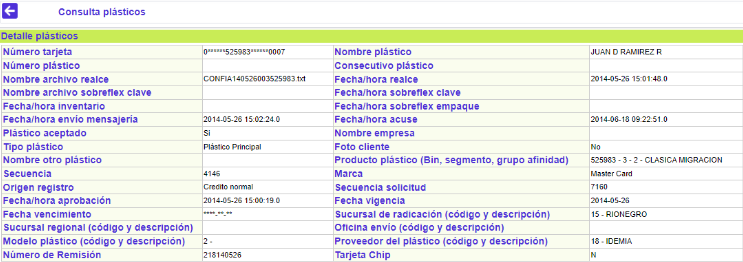 Consulta plásticos
Detalle plásticos
Número tarjeta 0******525983******0007 Nombre plástico JUAN D RAMIREZ R
Número plástico Consecutivo plástico
Nombre archivo realce CONFIA140526003525983.txt Fecha/hora realce 2014-05-26 15:01:48.0
Nombre archivo sobreflex clave Fecha/hora sobreflex clave
Fecha/hora inventario Fecha/hora sobreflex empaque
Fecha/hora envío mensajería 2014-05-26 15:02:24.0 Fecha/hora acuse 2014-06-18 09:22:51.0
Plástico aceptado Si Nombre empresa
Tipo plástico Plástico Principal Foto cliente No
Nombre otro plástico Producto plástico (Bin, segmento, grupo afinidad) 525983 - 3 - 2 - CLASICA MIGRACION
Secuencia 4146 Marca Master Card
Origen registro Credito normal Secuencia solicitud 7160
Fecha/hora aprobación 2014-05-26 15:00:19.0 Fecha vigencia 2014-05-26
Fecha vencimiento ****-**-** Sucursal de radicación (código y descripción) 15 - RIONEGRO
Sucursal regional (código y descripción) Oficina envío (código y descripción)
Modelo plástico (código y descripción) 2 - Proveedor del plástico (código y descripción) 18 - IDEMIA
Número de Remisión 218140526 Tarjeta Chip N